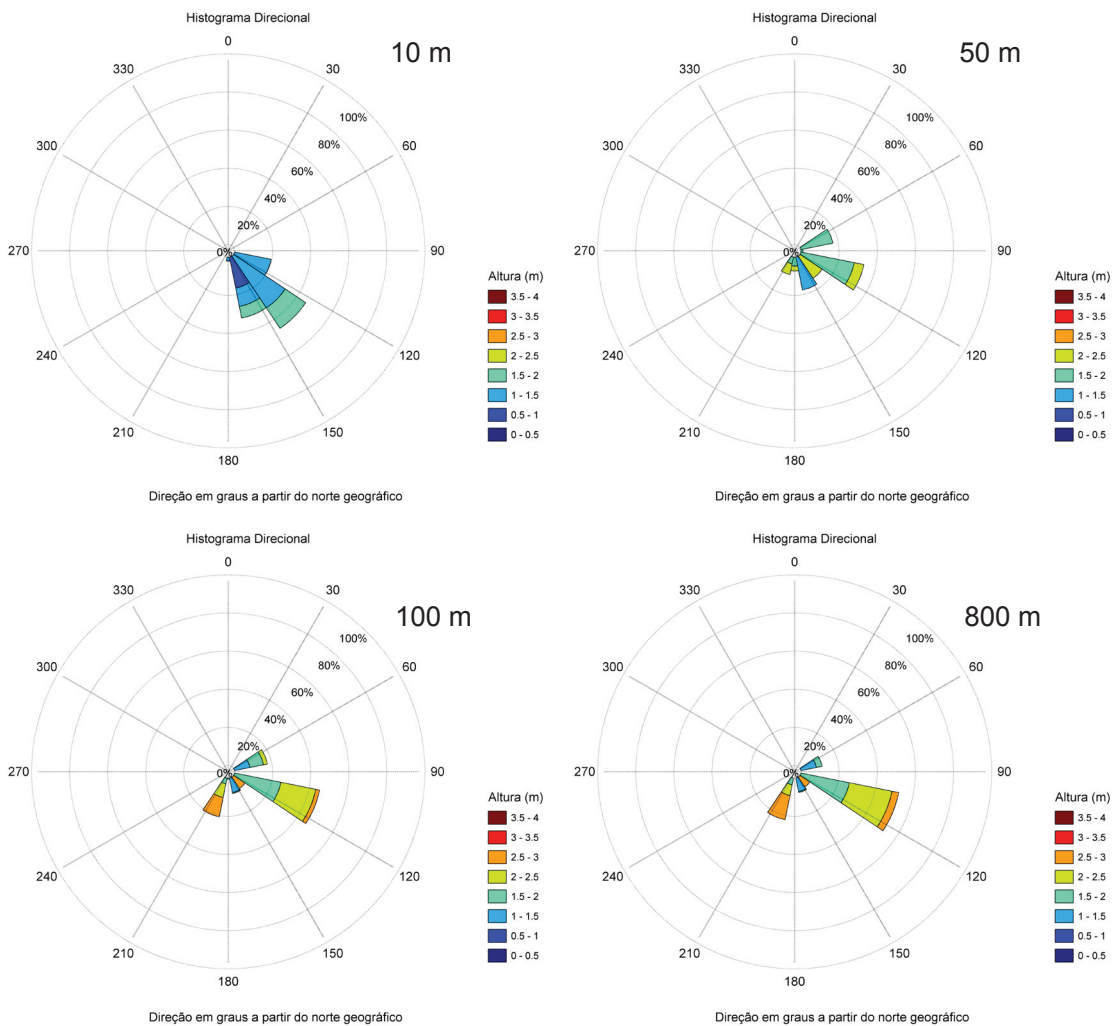 Histograma Direcional
0
10 m
330
30
100%
300
80%
60
60%
40%
20%
270
0%
90
Altura (m)
3.5 - 4
3 - 3.5
2.5 - 3
240
120
2 - 2.5
1.5 - 2
1 - 1.5
210
150
0.5 - 1
180
0 - 0.5
Direção em graus a partir do norte geográfico
Histograma Direcional
0
50 m
330
30
100%
300
80%
60
60%
40%
20%
270
0%
90
Altura (m)
3.5 - 4
3 - 3.5
2.5 - 3
240
120
2 - 2.5
1.5 - 2
1 - 1.5
210
150
0.5 - 1
180
0 - 0.5
Direção em graus a partir do norte geográfico
Histograma Direcional
0
100 m
330
30
100%
300
80%
60
60%
40%
20%
270
0%
90
Altura (m)
3.5 - 4
3 - 3.5
2.5 - 3
240
120
2 - 2.5
1.5 - 2
1 - 1.5
210
150
0.5 - 1
180
0 - 0.5
Direção em graus a partir do norte geográfico
Histograma Direcional
0
800 m
330
30
100%
300
80%
60
60%
40%
20%
270
0%
90
Altura (m)
3.5 - 4
3 - 3.5
2.5 - 3
240
120
2 - 2.5
1.5 - 2
1 - 1.5
210
150
0.5 - 1
180
0 - 0.5
Direção em graus a partir do norte geográfico